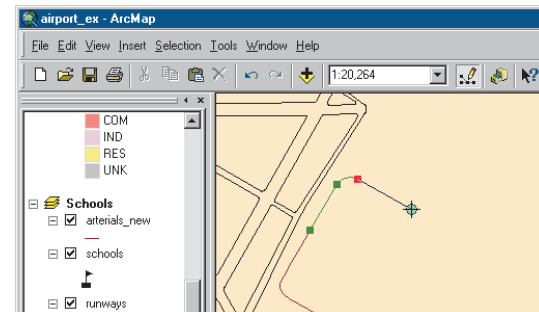 airport_ex - ArcMap
File Edit View Insert Selection Tools Window Help
1:20,264
COM
IND
RES
UNK
Schools
arterials_new
schools
runways